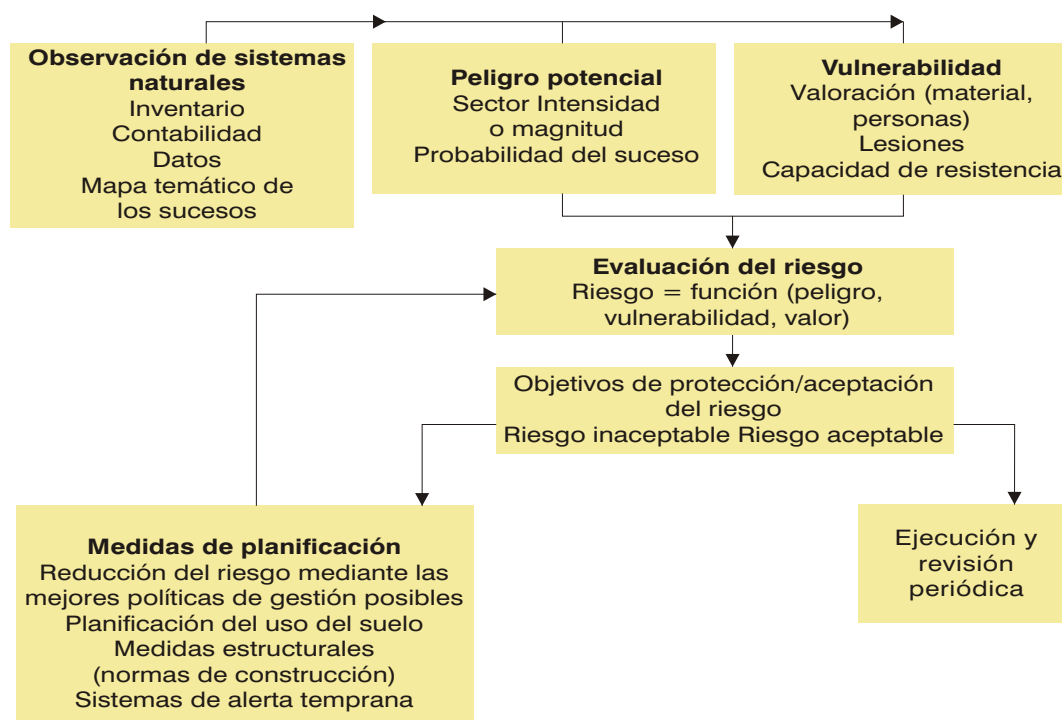 Observación de sistemas
naturales
Inventario
Contabilidad
Datos
Mapa temático de
los sucesos
Peligro potencial
Sector Intensidad
o magnitud
Probabilidad del suceso
Vulnerabilidad
Valoración (material,
personas)
Lesiones
Capacidad de resistencia
Evaluación del riesgo
Riesgo = función (peligro,
vulnerabilidad, valor)
Objetivos de protección/aceptación
del riesgo
Riesgo inaceptable Riesgo aceptable
Medidas de planificación
Reducción del riesgo mediante las
mejores políticas de gestión posibles
Planificación del uso del suelo
Medidas estructurales
(normas de construcción)
Sistemas de alerta temprana
Ejecución y
revisión
periódica